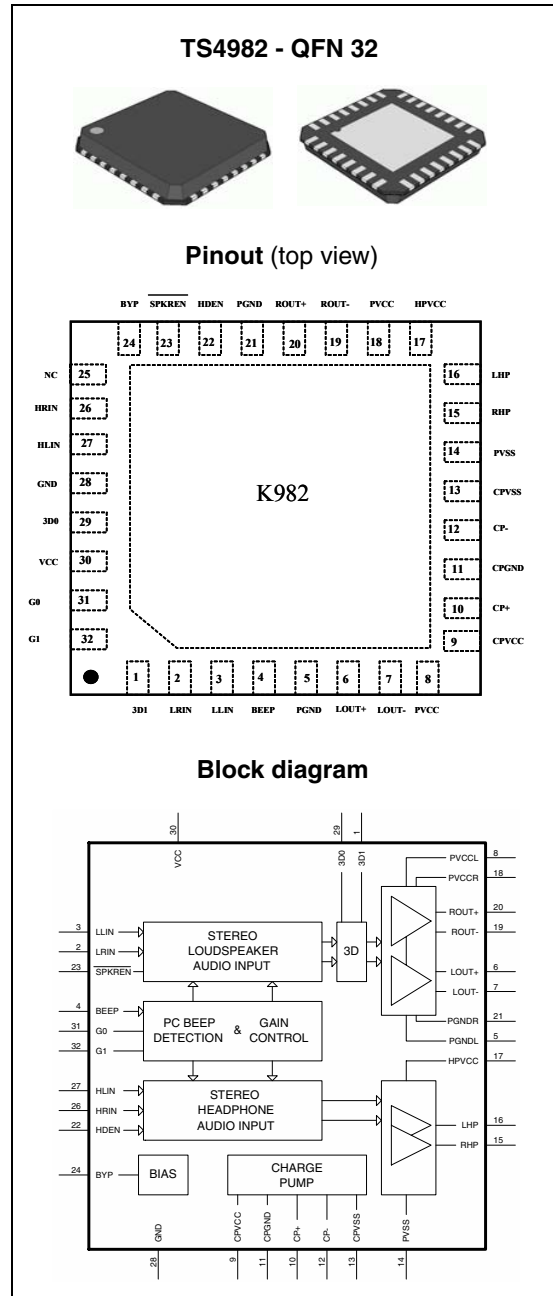 TS4982 - QFN 32
Pinout (top view)
BYP SPKREN HDEN PGND ROUT+ ROUT- PVCC HPVCC
24 23 22 21 20 19 18 17
NC 25
HRIN 26
HLIN 27
GND 28
3D0 29
VCC 30
G0 31
G1 32
K982
16 LHP
15 RHP
14 PVSS
13 CPVSS
12 CP-
11 CPGND
10 CP+
9 CPVCC
1 2 3 4 5 6 7 8
3D1 LRIN LLIN BEEP PGND LOUT+ LOUT- PVCC
Block diagram
30
VCC
29
3D0
1
3D1
3 LLIN
2 LRIN
23 SPKREN
STEREO
LOUDSPEAKER
AUDIO INPUT
3D
PVCCL 8
PVCCR 18
ROUT+ 20
ROUT- 19
LOUT+ 6
LOUT- 7
PGNDR 21
PGNDL 5
HPVCC 17
4 BEEP
31 G0
32 G1
PC BEEP & GAIN
DETECTION CONTROL
27 HLIN
26 HRIN
22 HDEN
STEREO
HEADPHONE
AUDIO INPUT
LHP 16
RHP 15
24 BYP
BIAS
CHARGE
PUMP
GND
28
CPVCC
9
CPGND
11
CP+
10
CP-
12
CPVSS
13
PVSS
14